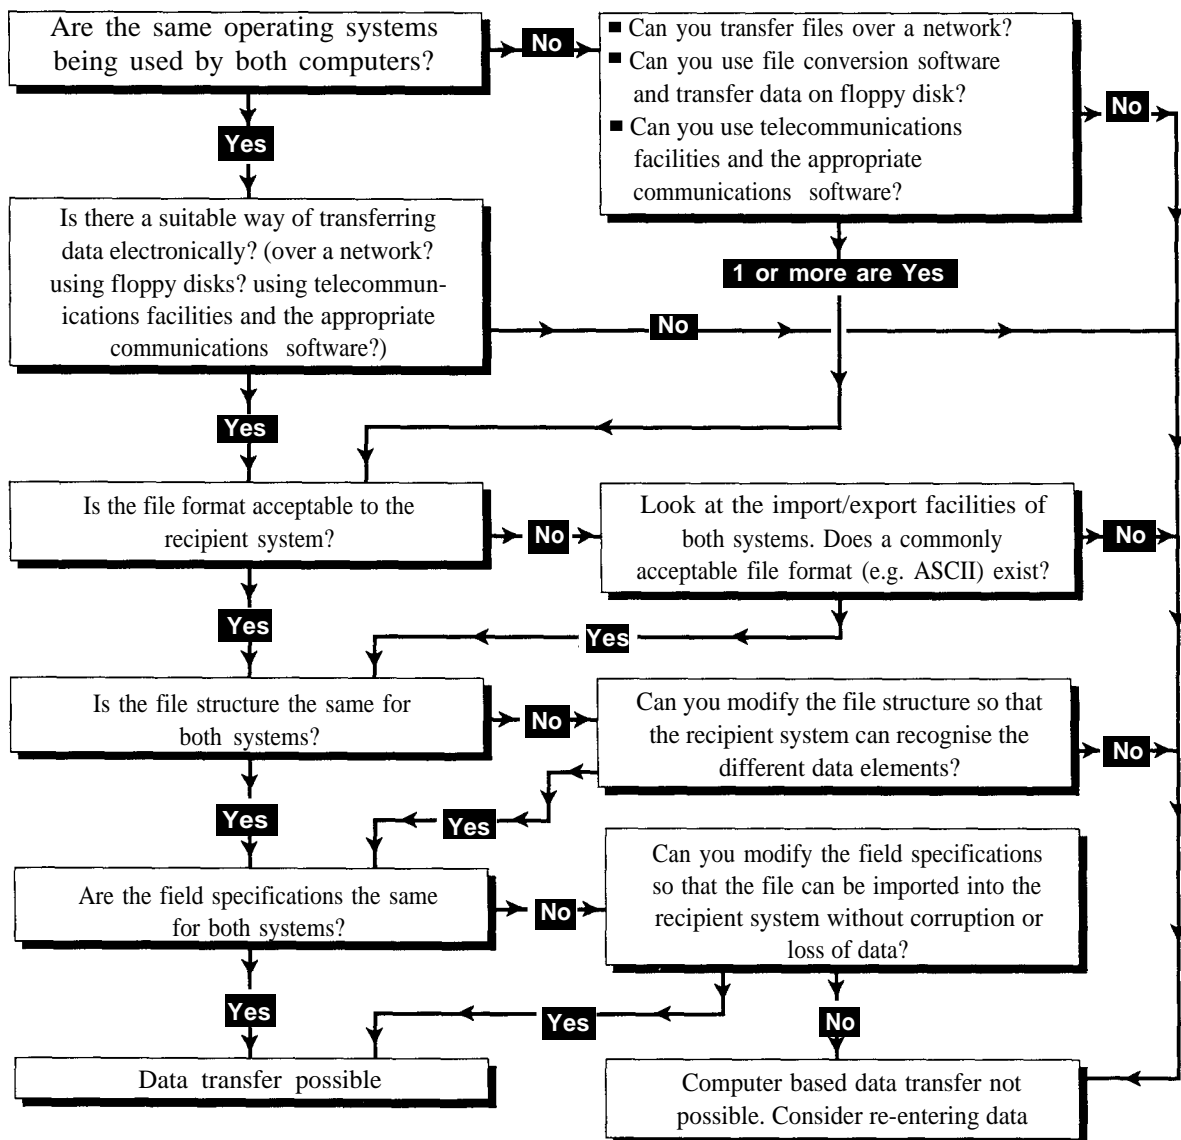 Are the same operating systems
being used by both computers?
No
■ Can you transfer files over a network?
■ Can you use file conversion software
and transfer data on floppy disk?
■ Can you use telecommunications
facilities and the appropriate
communications software?
No
Yes
1 or more are Yes
Is there a suitable way of transferring
data electronically? (over a network?
using floppy disks? using telecommun-
ications facilities and the appropriate
communications software?)
No
Yes
Is the file format acceptable to the
recipient system?
No
Look at the import/export facilities of
both systems. Does a commonly
acceptable file format (e.g. ASCII) exist?
No
Yes
Yes
Is the file structure the same for
both systems?
No
Can you modify the file structure so that
the recipient system can recognise the
different data elements?
No
Yes
Yes
Are the field specifications the same
for both systems?
No
Can you modify the field specifications
so that the file can be imported into the
recipient system without corruption or
loss of data?
Yes
Yes
No
Data transfer possible
Computer based data transfer not
possible. Consider re-entering data